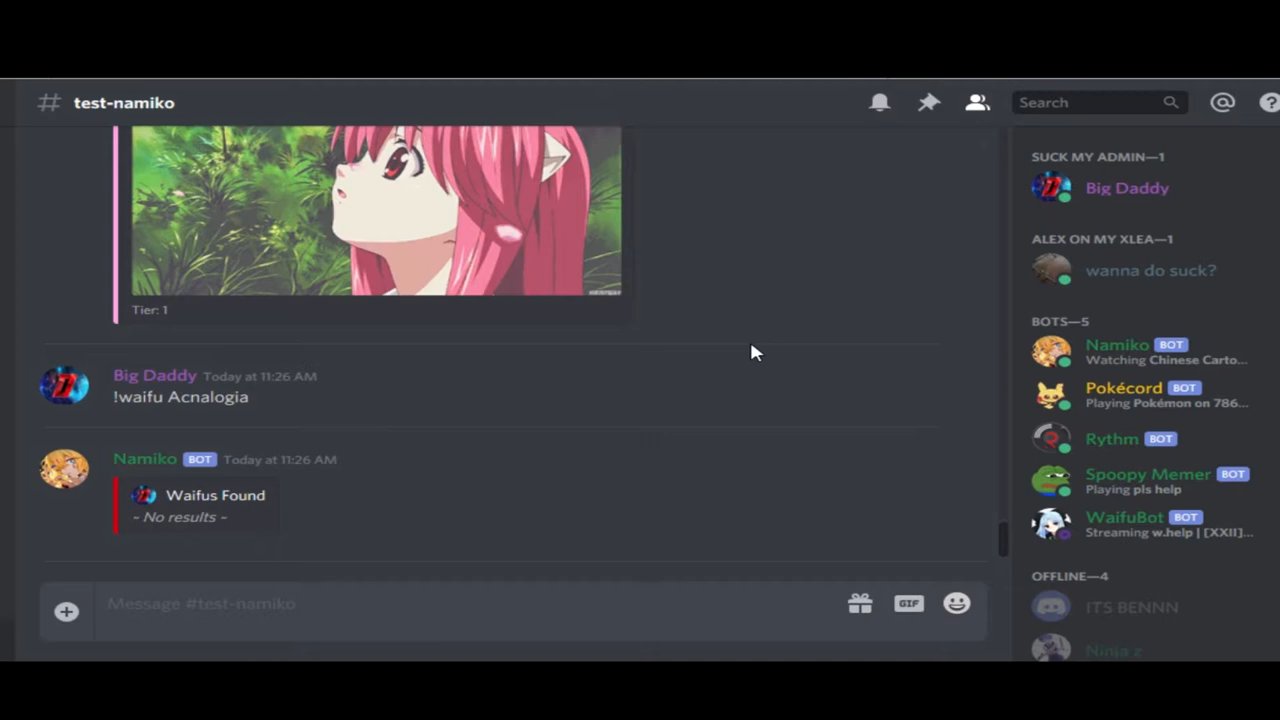 # test-namiko
Search
Tier: 1
Big Daddy Today at 11:26 AM
!waifu Acnalogia
Namiko BOT Today at 11:26 AM
Waifus Found
~ No results ~
Message #test-namiko
GIF
SUCK MY ADMIN—1
Big Daddy
ALEX ON MY XLEA—1
wanna do suck?
BOTS—5
Namiko BOT
Watching Chinese Carto...
Pokécord BOT
Playing Pokémon on 786...
Rythm BOT
Spoopy Memer BOT
Playing pls help
WaifuBot BOT
Streaming w.help | [XXII]...
OFFLINE—4
ITS BENNN
Ninja z